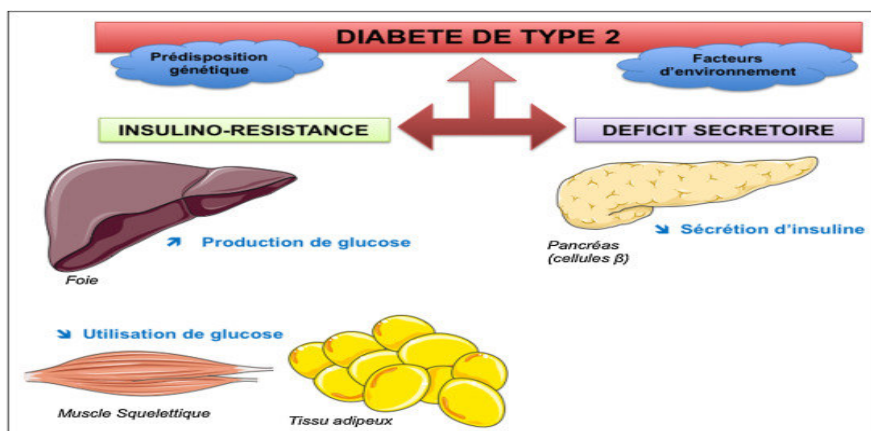 DIABETE DE TYPE 2
Prédisposition
génétique
Facteurs
d'environnement
INSULINO-RESISTANCE
DEFICIT SECRETOIRE
↗ Production de glucose
Foie
↘ Sécrétion d'insuline
Pancréas
(cellules β)
↘ Utilisation de glucose
Muscle Squelettique
Tissu adipeux